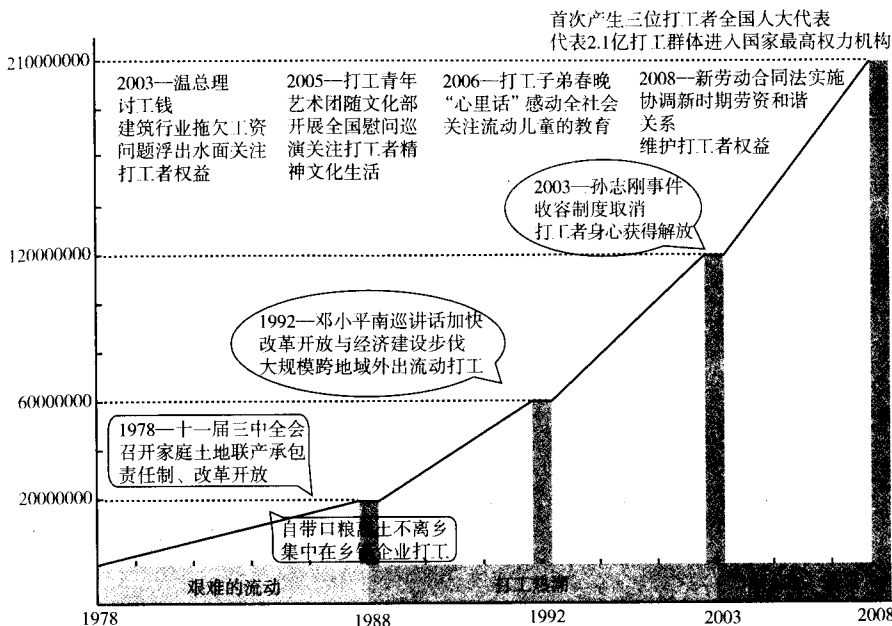 首次产生三位打工者全国人大代表
代表2.1亿打工群体进入国家最高权力机构
210000000
2003—温总理
讨工钱
建筑行业拖欠工资
问题浮出水面关注
打工者权益
2005—打工青年
艺术团随文化部
开展全国慰问巡
演关注打工者精
神文化生活
2006—打工子弟春晚
“心里话”感动全社会
关注流动儿童的教育
2008—新劳动合同法实施
协调新时期劳资和谐
关系
维护打工者权益
2003—孙志刚事件
收容制度取消
打工者身心获得解放
120000000
1992—邓小平南巡讲话加快
改革开放与经济建设步伐
大规模跨地域外出流动打工
60000000
1978—十一届三中全会
召开家庭土地联产承包
责任制、改革开放
20000000
自带口粮离土不离乡
集中在乡镇企业打工
艰难的流动
打工热潮
1978
1988
1992
2003
2008